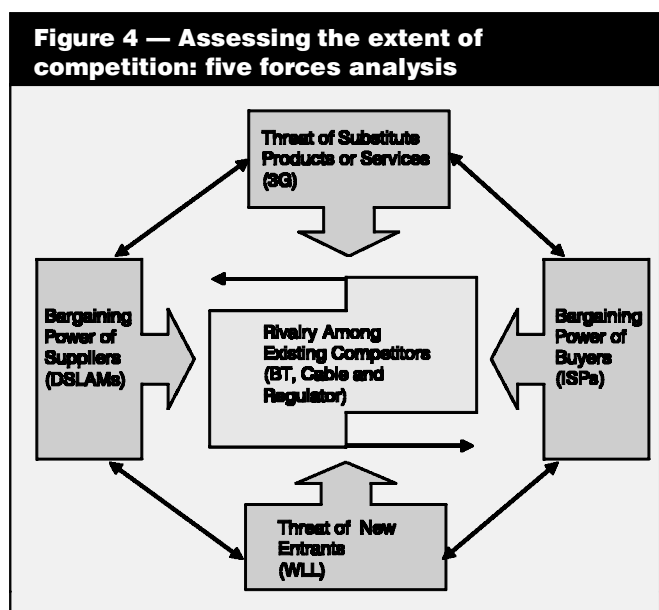 Figure 4 — Assessing the extent of
competition: five forces analysis
Threat of Substitute
Products or Services
(3G)
Bargaining
Power of
Suppliers
(DSLAMs)
Rivalry Among
Existing Competitors
(BT, Cable and
Regulator)
Bargaining
Power of
Buyers
(ISPs)
Threat of New
Entrants
(WLL)